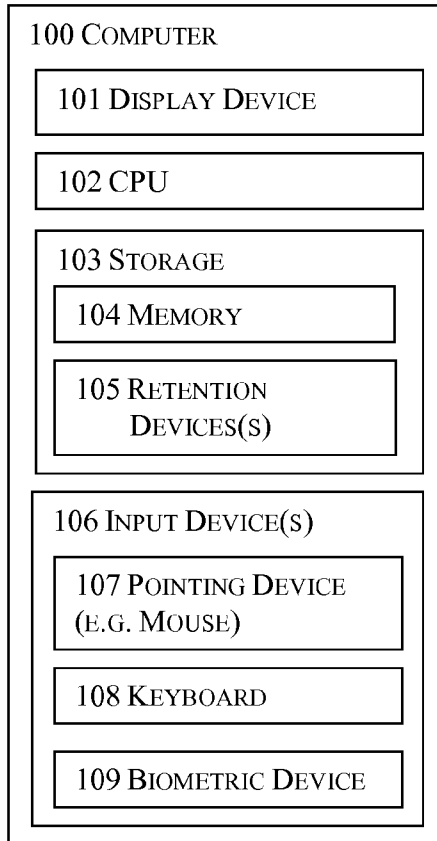 100 COMPUTER
101 DISPLAY DEVICE
102 CPU
103 STORAGE
104 MEMORY
105 RETENTION
DEVICES(S)
106 INPUT DEVICE(S)
107 POINTING DEVICE
(E.G. MOUSE)
108 KEYBOARD
109 BIOMETRIC DEVICE